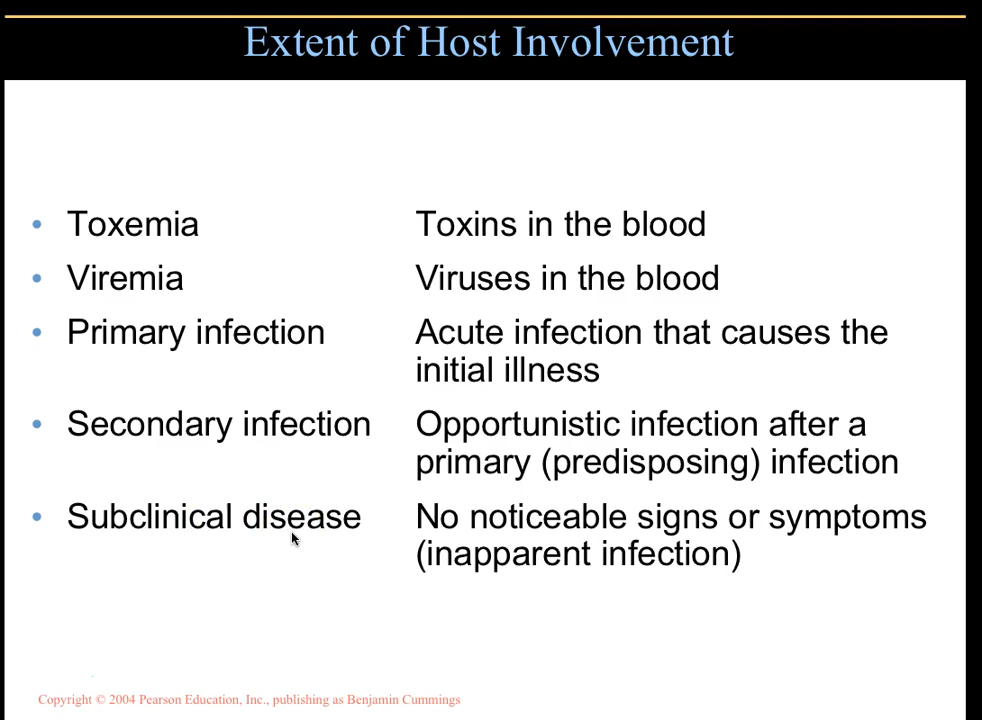 Extent of Host Involvement
• Toxemia Toxins in the blood
• Viremia Viruses in the blood
• Primary infection Acute infection that causes the
initial illness
• Secondary infection Opportunistic infection after a
primary (predisposing) infection
• Subclinical disease No noticeable signs or symptoms
(inapparent infection)
Copyright © 2004 Pearson Education, Inc., publishing as Benjamin Cummings